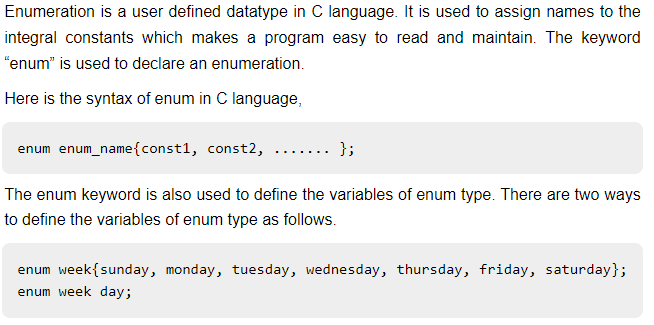 Enumeration is a user defined datatype in C language. It is used to assign names to the
integral constants which makes a program easy to read and maintain. The keyword
“enum” is used to declare an enumeration.
Here is the syntax of enum in C language,
enum enum_name{const1, const2, ....... };
The enum keyword is also used to define the variables of enum type. There are two ways
to define the variables of enum type as follows.
enum week{sunday, monday, tuesday, wednesday, thursday, friday, saturday};
enum week day;